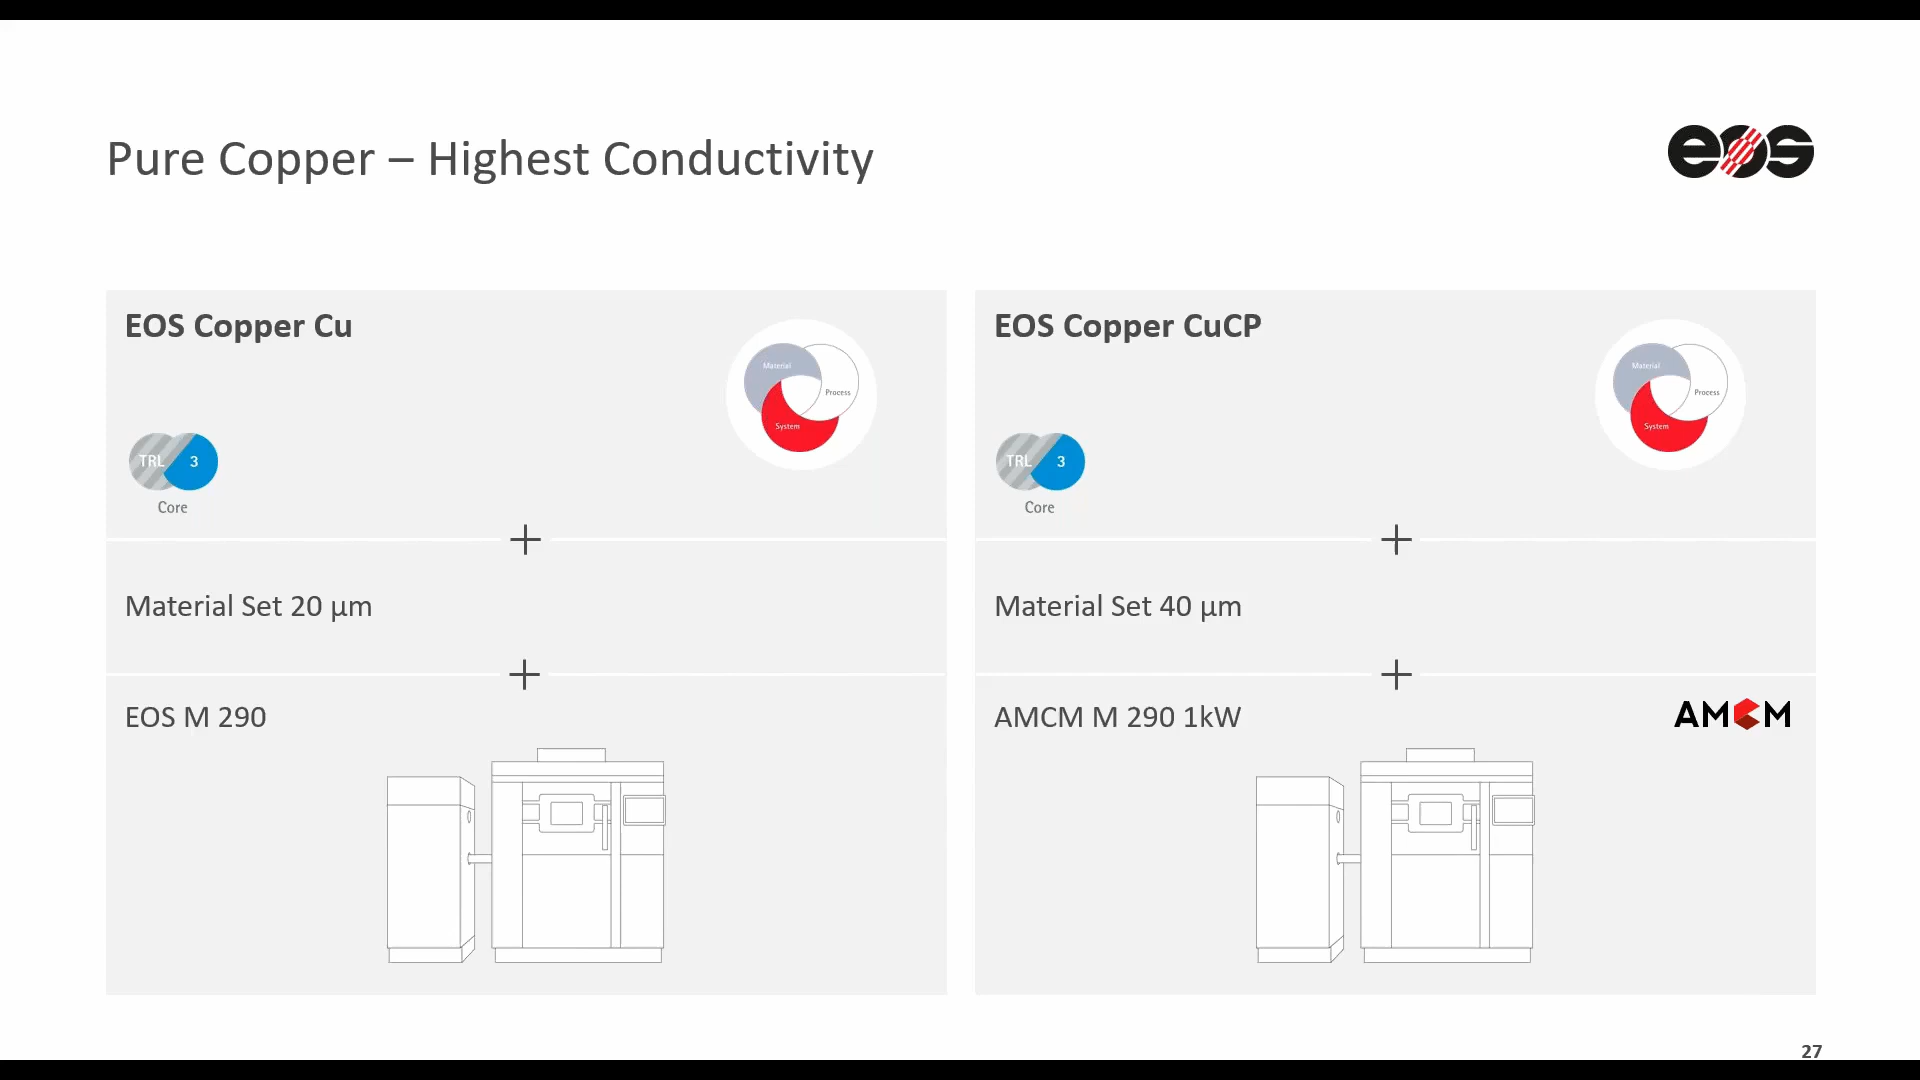 Pure Copper – Highest Conductivity
eos
EOS Copper Cu
Material
Process
System
TRL 3
Core
Material Set 20 µm
EOS M 290
EOS Copper CuCP
Material
Process
System
TRL 3
Core
Material Set 40 µm
AMCM M 290 1kW
AMCM
27